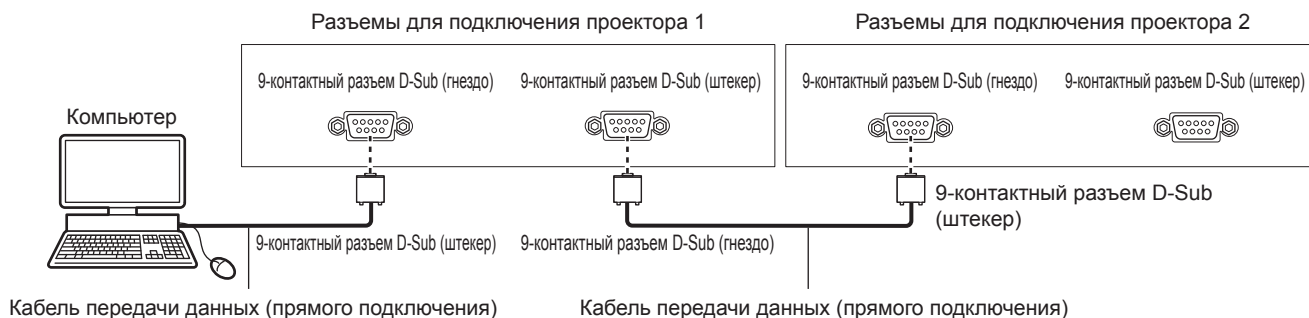 Разъемы для подключения проектора 1
Разъемы для подключения проектора 2
9-контактный разъем D-Sub (гнездо)
9-контактный разъем D-Sub (штекер)
9-контактный разъем D-Sub (гнездо)
9-контактный разъем D-Sub (штекер)
Компьютер
9-контактный разъем D-Sub
(штекер)
9-контактный разъем D-Sub (штекер)
9-контактный разъем D-Sub (гнездо)
Кабель передачи данных (прямого подключения)
Кабель передачи данных (прямого подключения)